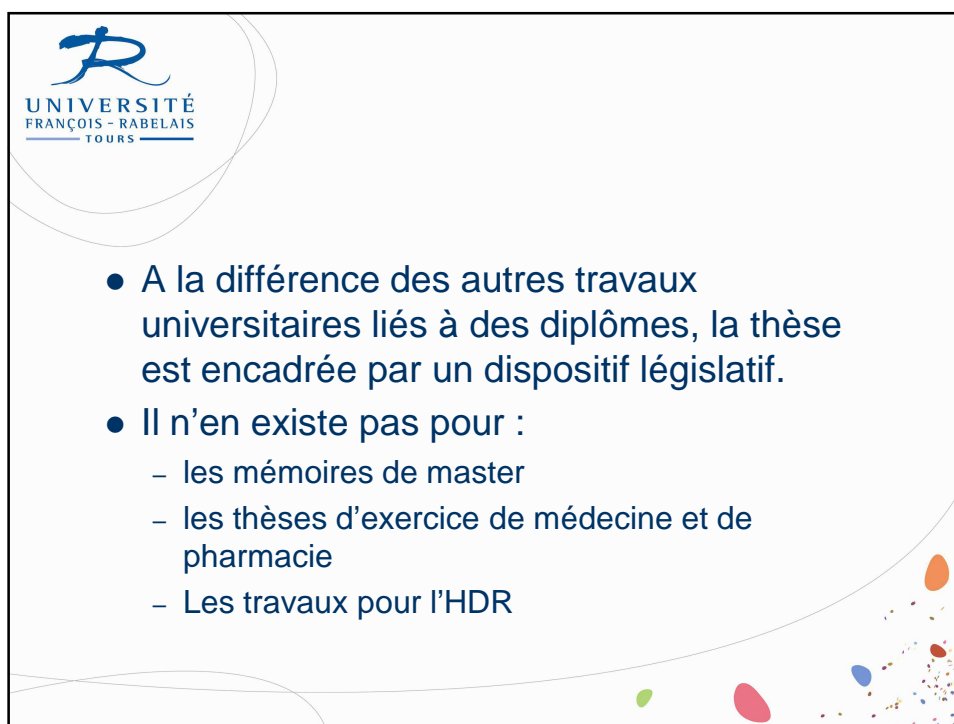 UNIVERSITÉ
FRANÇOIS - RABELAIS
TOURS
● A la différence des autres travaux
universitaires liés à des diplômes, la thèse
est encadrée par un dispositif législatif.
● Il n’en existe pas pour :
– les mémoires de master
– les thèses d’exercice de médecine et de
pharmacie
– Les travaux pour l’HDR